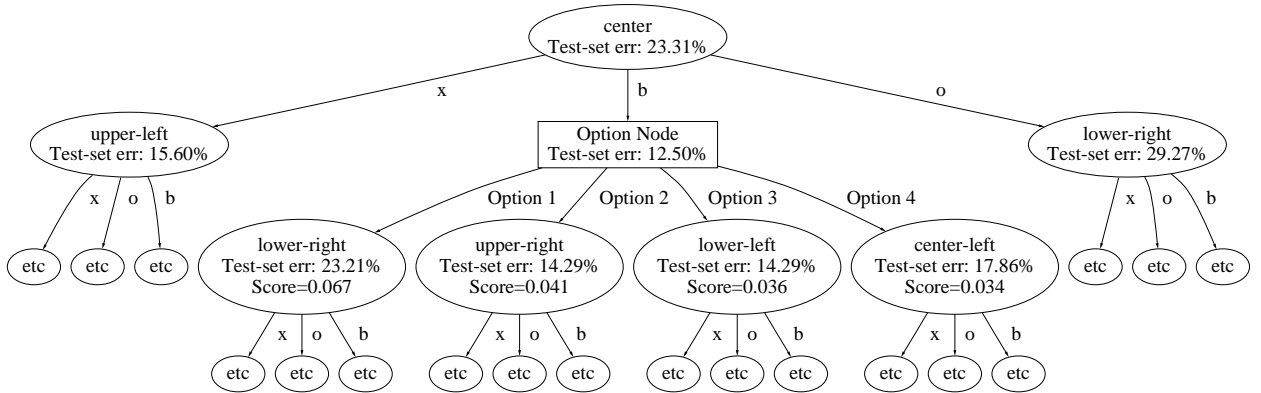 center
Test-set err: 23.31%
x
b
o
upper-left
Test-set err: 15.60%
Option Node
Test-set err: 12.50%
lower-right
Test-set err: 29.27%
x
o
b
Option 1
Option 2
Option 3
Option 4
x
o
b
etc
etc
etc
lower-right
Test-set err: 23.21%
Score=0.067
upper-right
Test-set err: 14.29%
Score=0.041
lower-left
Test-set err: 14.29%
Score=0.036
center-left
Test-set err: 17.86%
Score=0.034
etc
etc
etc
x
o
b
x
o
b
x
o
b
x
o
b
etc
etc
etc
etc
etc
etc
etc
etc
etc
etc
etc
etc